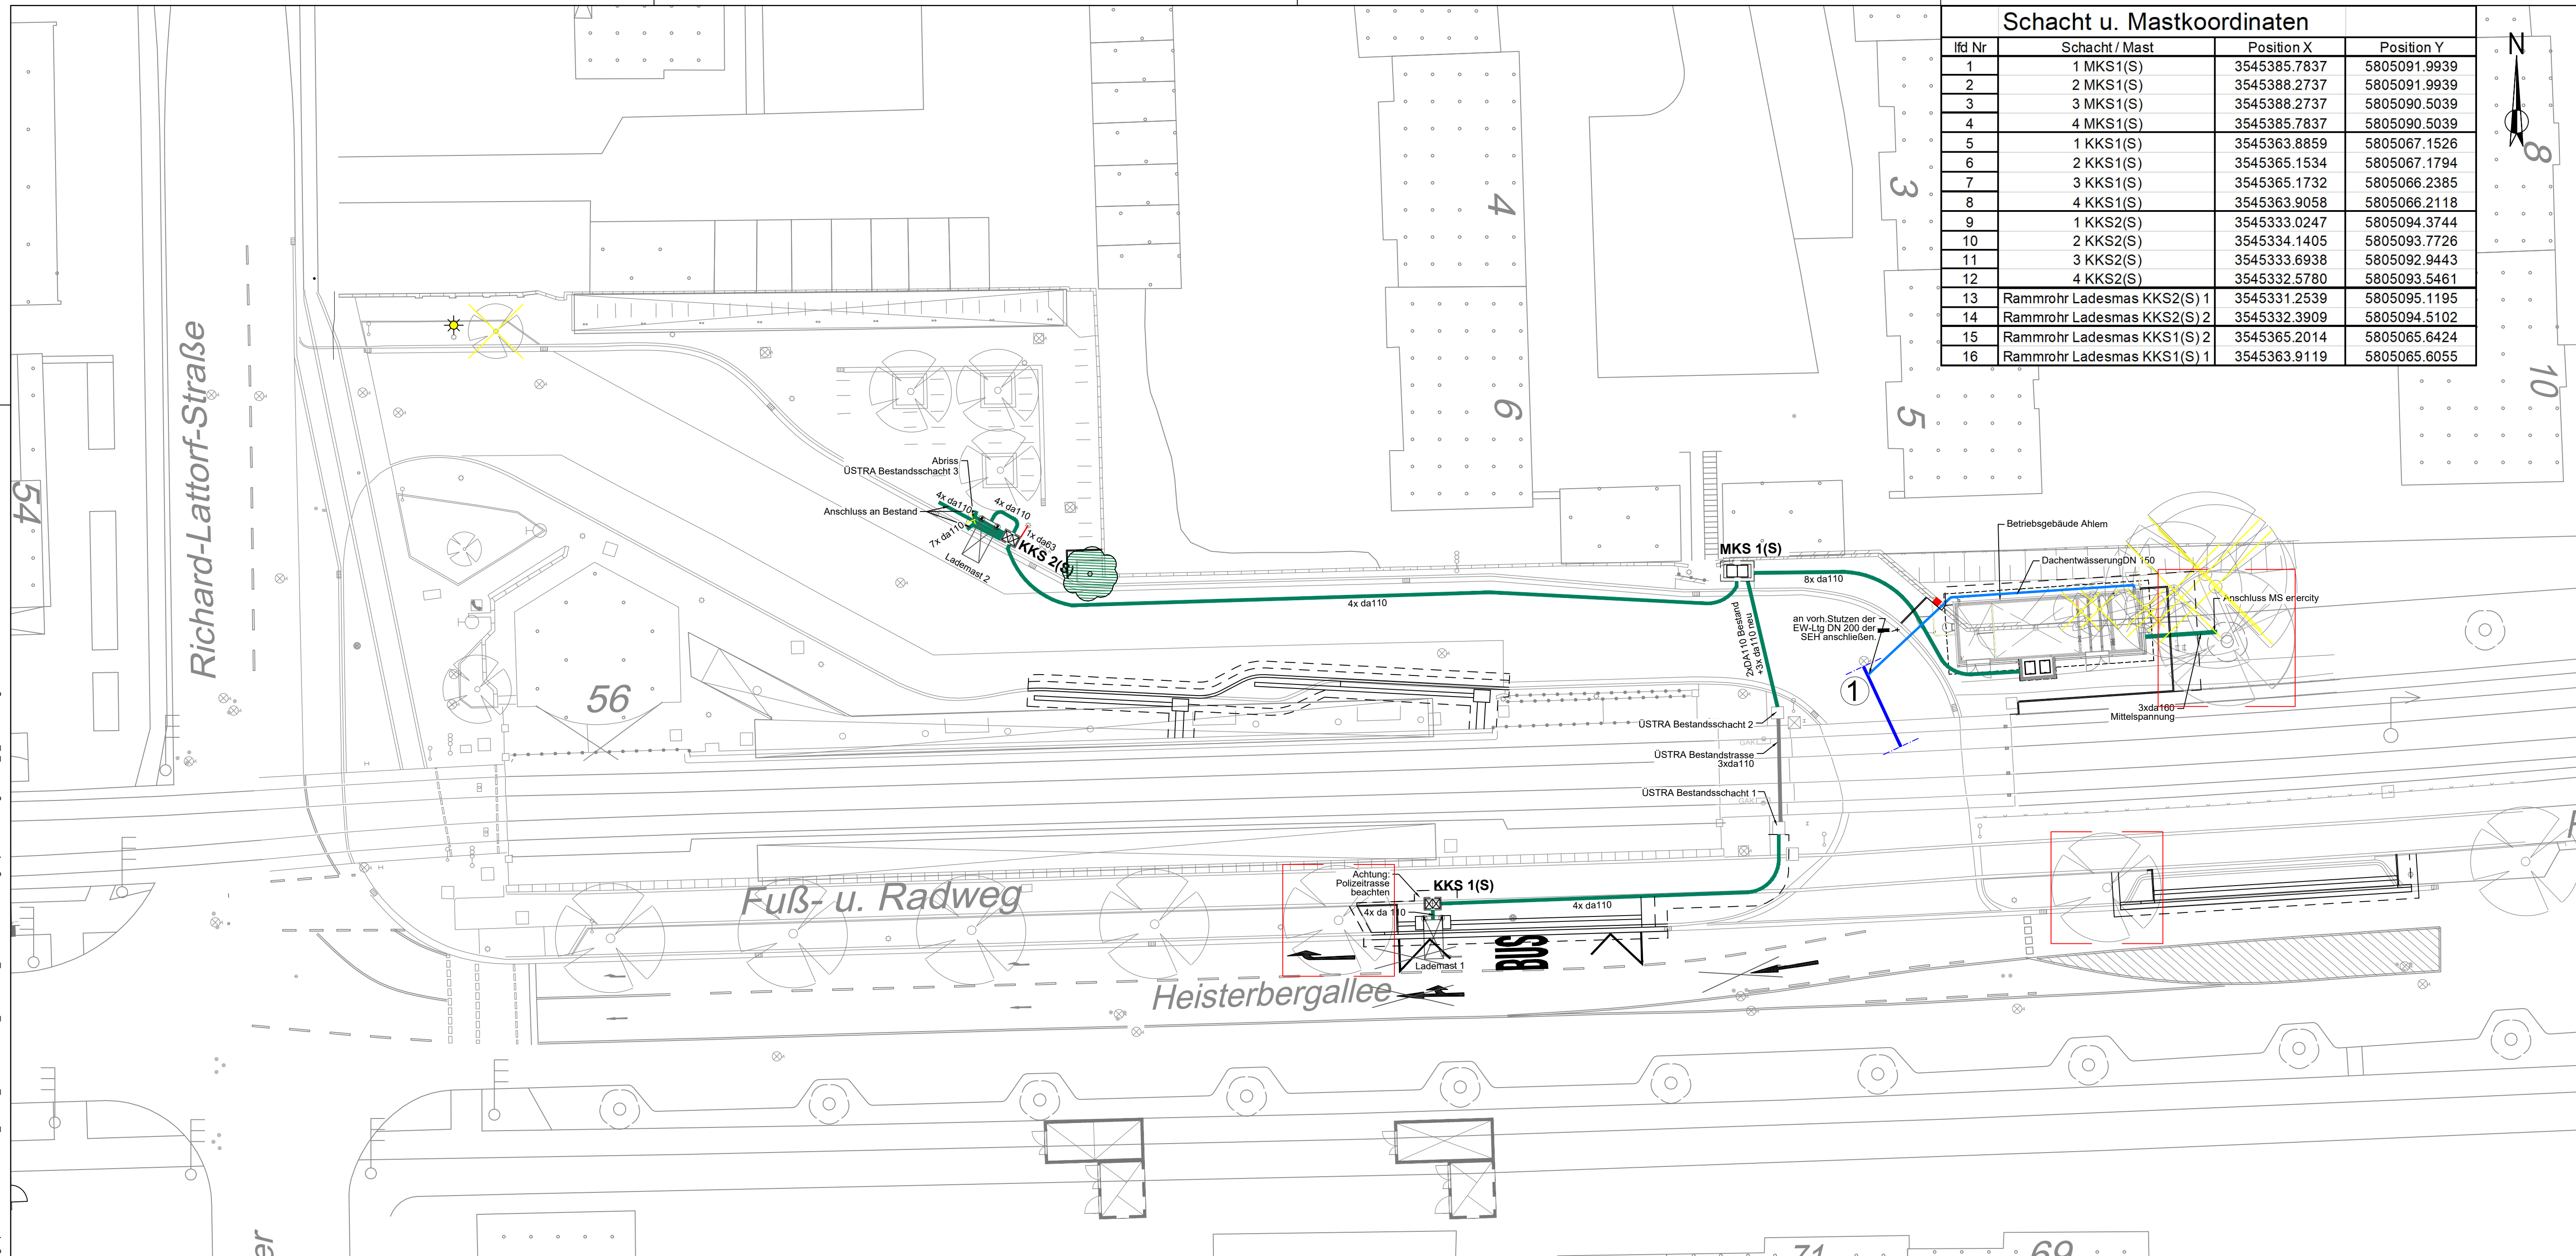 Schacht u. Mastkoordinaten
lfd Nr Schacht / Mast Position X Position Y
1 1 MKS1(S) 3545385.7837 5805091.9939
2 2 MKS1(S) 3545388.2737 5805091.9939
3 3 MKS1(S) 3545388.2737 5805090.5039
4 4 MKS1(S) 3545385.7837 5805090.5039
5 1 KKS1(S) 3545363.8859 5805067.1526
6 2 KKS1(S) 3545365.1534 5805067.1794
7 3 KKS1(S) 3545365.1732 5805066.2385
8 4 KKS1(S) 3545363.9058 5805066.2118
9 1 KKS2(S) 3545333.0247 5805094.3744
10 2 KKS2(S) 3545334.1405 5805093.7726
11 3 KKS2(S) 3545333.6938 5805092.9443
12 4 KKS2(S) 3545332.5780 5805093.5461
13 Rammrohr Ladesmas KKS2(S) 1 3545331.2539 5805095.1195
14 Rammrohr Ladesmas KKS2(S) 2 3545332.3909 5805094.5102
15 Rammrohr Ladesmas KKS1(S) 2 3545365.2014 5805065.6424
16 Rammrohr Ladesmas KKS1(S) 1 3545363.9119 5805065.6055
N
8
10
3
5
4
6
54
56
Richard-Lattorf-Straße
Abriss
ÜSTRA Bestandsschacht 3
4x da110
4x da110
Anschluss an Bestand
7x da110
1x da63
KKS 2(S)
Lademast 2
4x da110
MKS 1(S)
8x da110
2xDA110 Bestand
+3x da110 neu
Betriebsgebäude Ahlem
DachentwässerungDN 150
Anschluss MS enercity
an vorh.Stutzen der
EW-Ltg DN 200 der
SEH anschließen.
1
3xda160
Mittelspannung
ÜSTRA Bestandsschacht 2
GAK
ÜSTRA Bestandstrasse
3xda110
ÜSTRA Bestandsschacht 1
GAK
Achtung:
Polizeitrasse
beachten
KKS 1(S)
4x da 110
4x da110
Fuß- u. Radweg
BUS
Lademast 1
Heisterbergallee
er
71
69